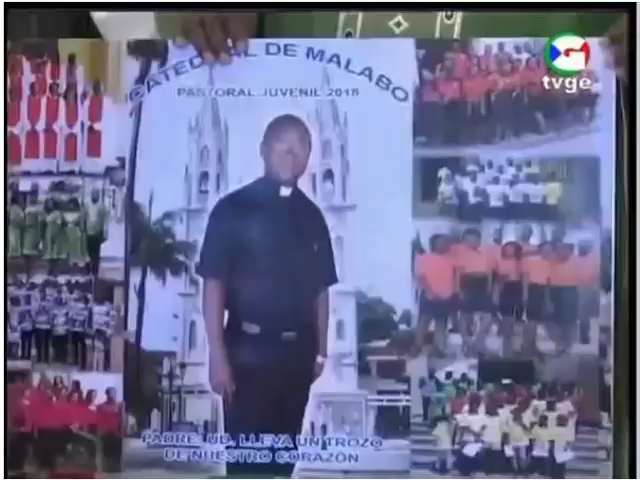 CATEDRAL DE MALABO
PASTORAL JUVENIL 2018
tvge
PADRE, UD, LLEVA UN TROZO
DE NUESTRO CORAZÓN